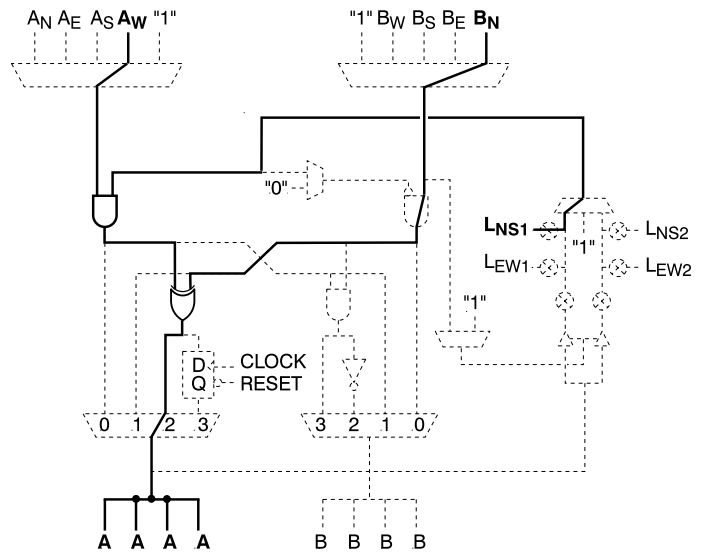 AN AE AS AW "1"
"1" BW BS BE BN
"0"
LNS1
LNS2
"1"
LEW1
LEW2
"1"
D CLOCK
Q RESET
0 1 2 3
3 2 1 0
A A A A
B B B B